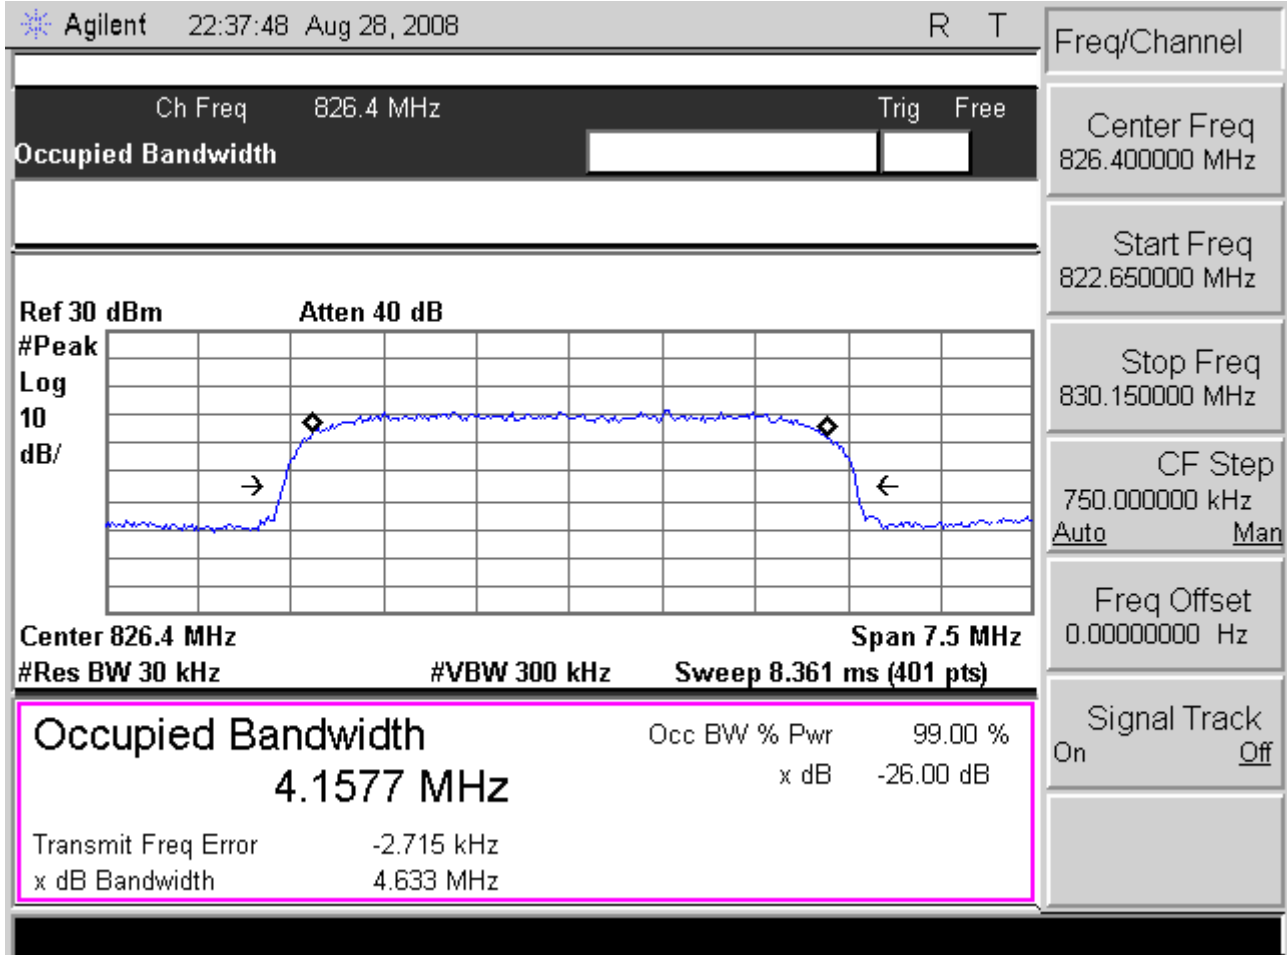 Agilent 22:37:48 Aug 28, 2008 R T
Freq/Channel
Ch Freq 826.4 MHz Trig Free
Occupied Bandwidth
Center Freq
826.400000 MHz
Start Freq
822.650000 MHz
Stop Freq
830.150000 MHz
CF Step
750.000000 kHz
Auto Man
Freq Offset
0.00000000 Hz
Signal Track
On Off
Ref 30 dBm Atten 40 dB
#Peak
Log
10
dB/
Center 826.4 MHz Span 7.5 MHz
#Res BW 30 kHz #VBW 300 kHz Sweep 8.361 ms (401 pts)
Occupied Bandwidth
4.1577 MHz
Occ BW % Pwr 99.00 %
x dB -26.00 dB
Transmit Freq Error -2.715 kHz
x dB Bandwidth 4.633 MHz